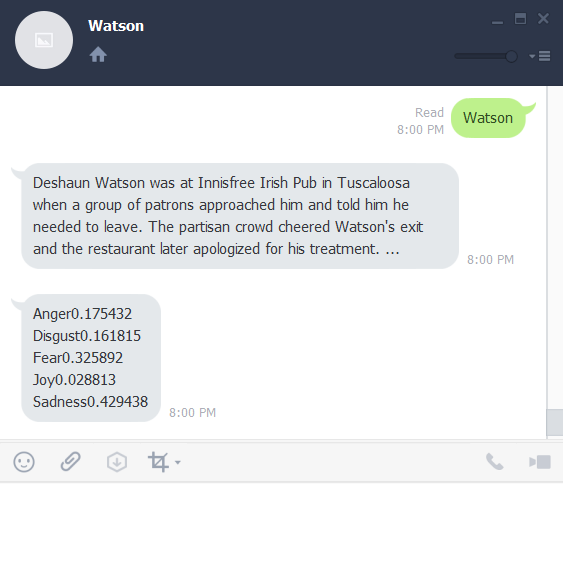 Watson
Read
8:00 PM
Watson
Deshaun Watson was at Innisfree Irish Pub in Tuscaloosa
when a group of patrons approached him and told him he
needed to leave. The partisan crowd cheered Watson's exit
and the restaurant later apologized for his treatment. ...
8:00 PM
Anger0.175432
Disgust0.161815
Fear0.325892
Joy0.028813
Sadness0.429438
8:00 PM